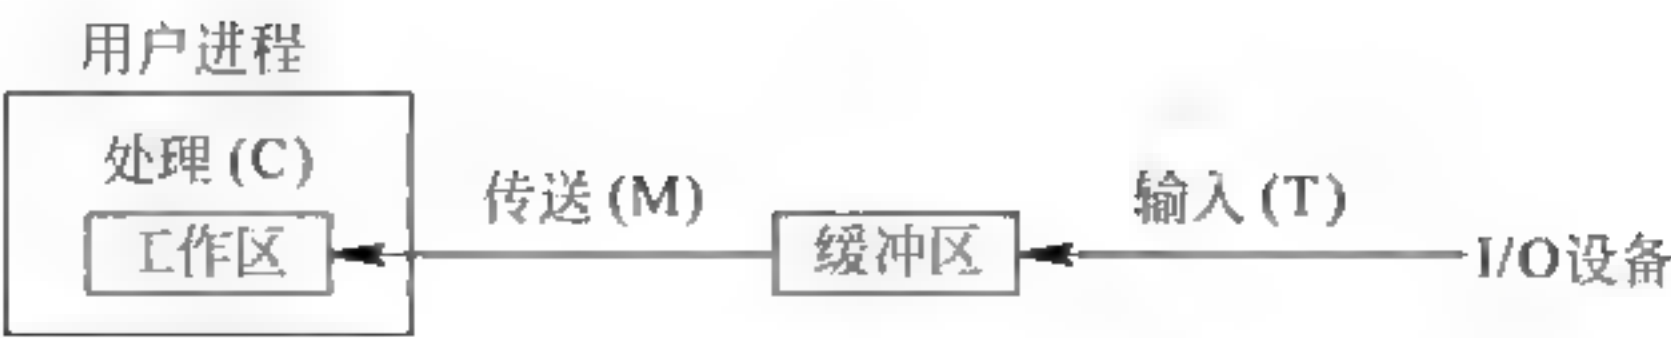 用户进程
处理 (C)
传送 (M)
输入 (T)
工作区
缓冲区
I/O设备